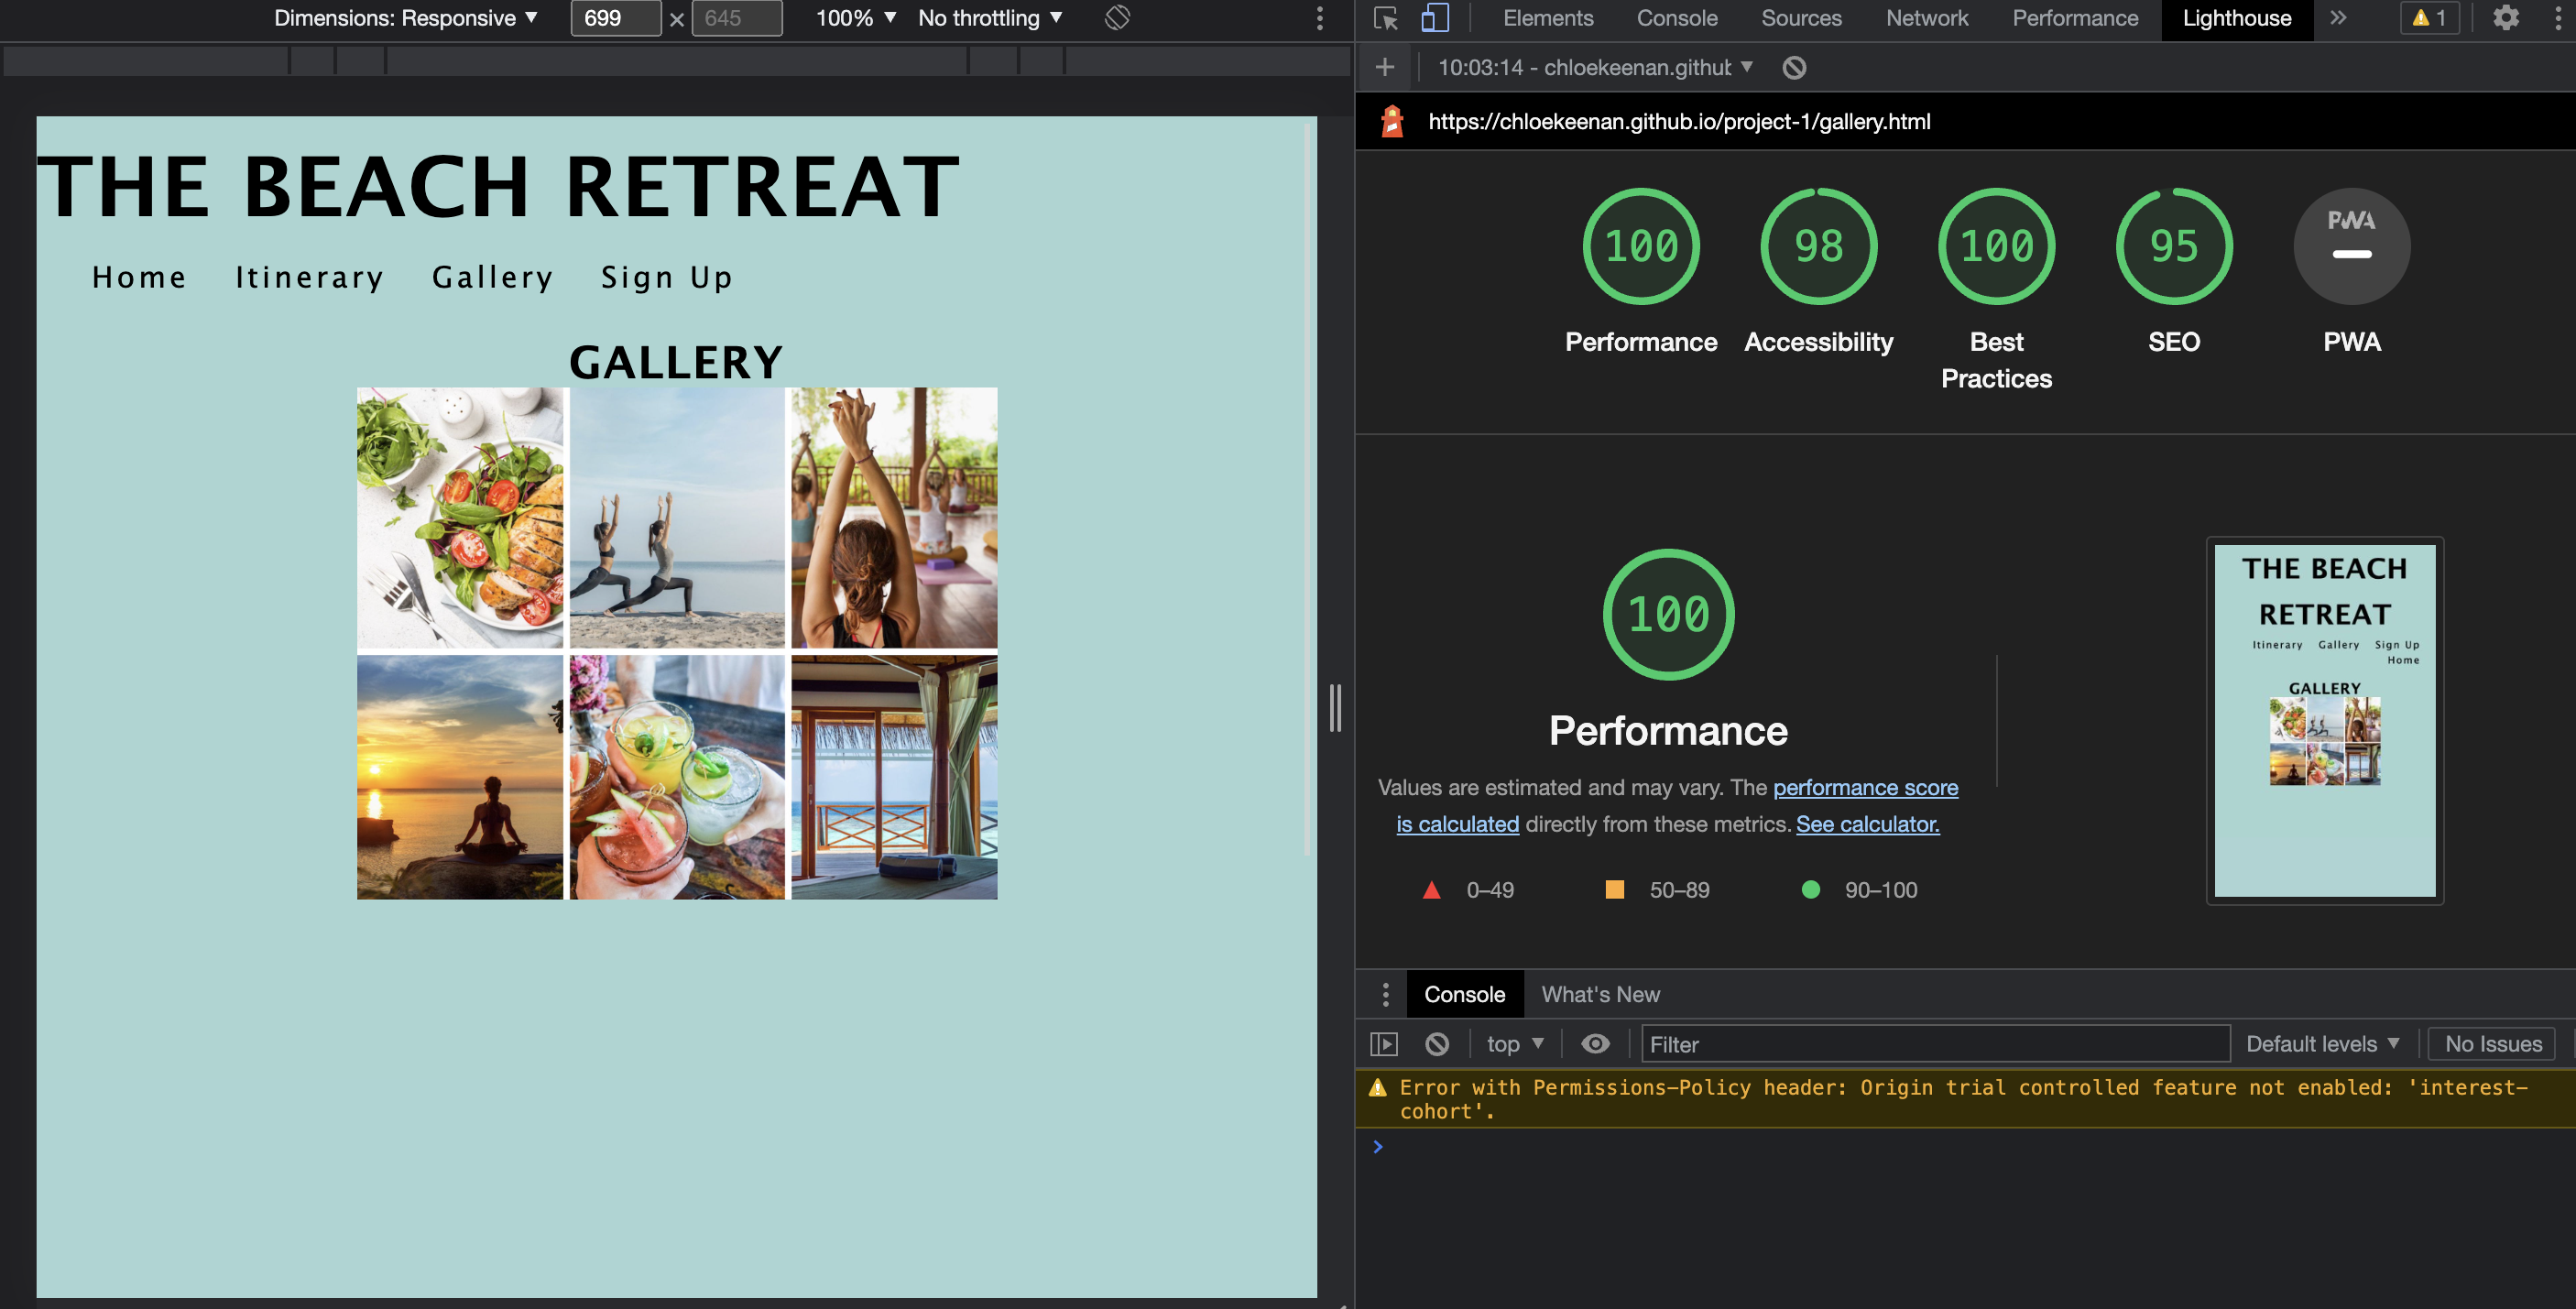 Dimensions: Responsive ▼ 699 × 645 100% ▼ No throttling ▼
THE BEACH RETREAT
Home Itinerary Gallery Sign Up
GALLERY
Elements Console Sources Network Performance Lighthouse » 1
+ 10:03:14 - chloekeenan.githut ▼
https://chloekeenan.github.io/project-1/gallery.html
100 98 100 95 PWA
Performance Accessibility Best Practices SEO PWA
100
Performance
Values are estimated and may vary. The performance score
is calculated directly from these metrics. See calculator.
0–49 50–89 90–100
THE BEACH
RETREAT
Itinerary Gallery Sign Up
Home
GALLERY
Console What's New
top ▼ Filter Default levels ▼ No Issues
Error with Permissions-Policy header: Origin trial controlled feature not enabled: 'interest-
cohort'.